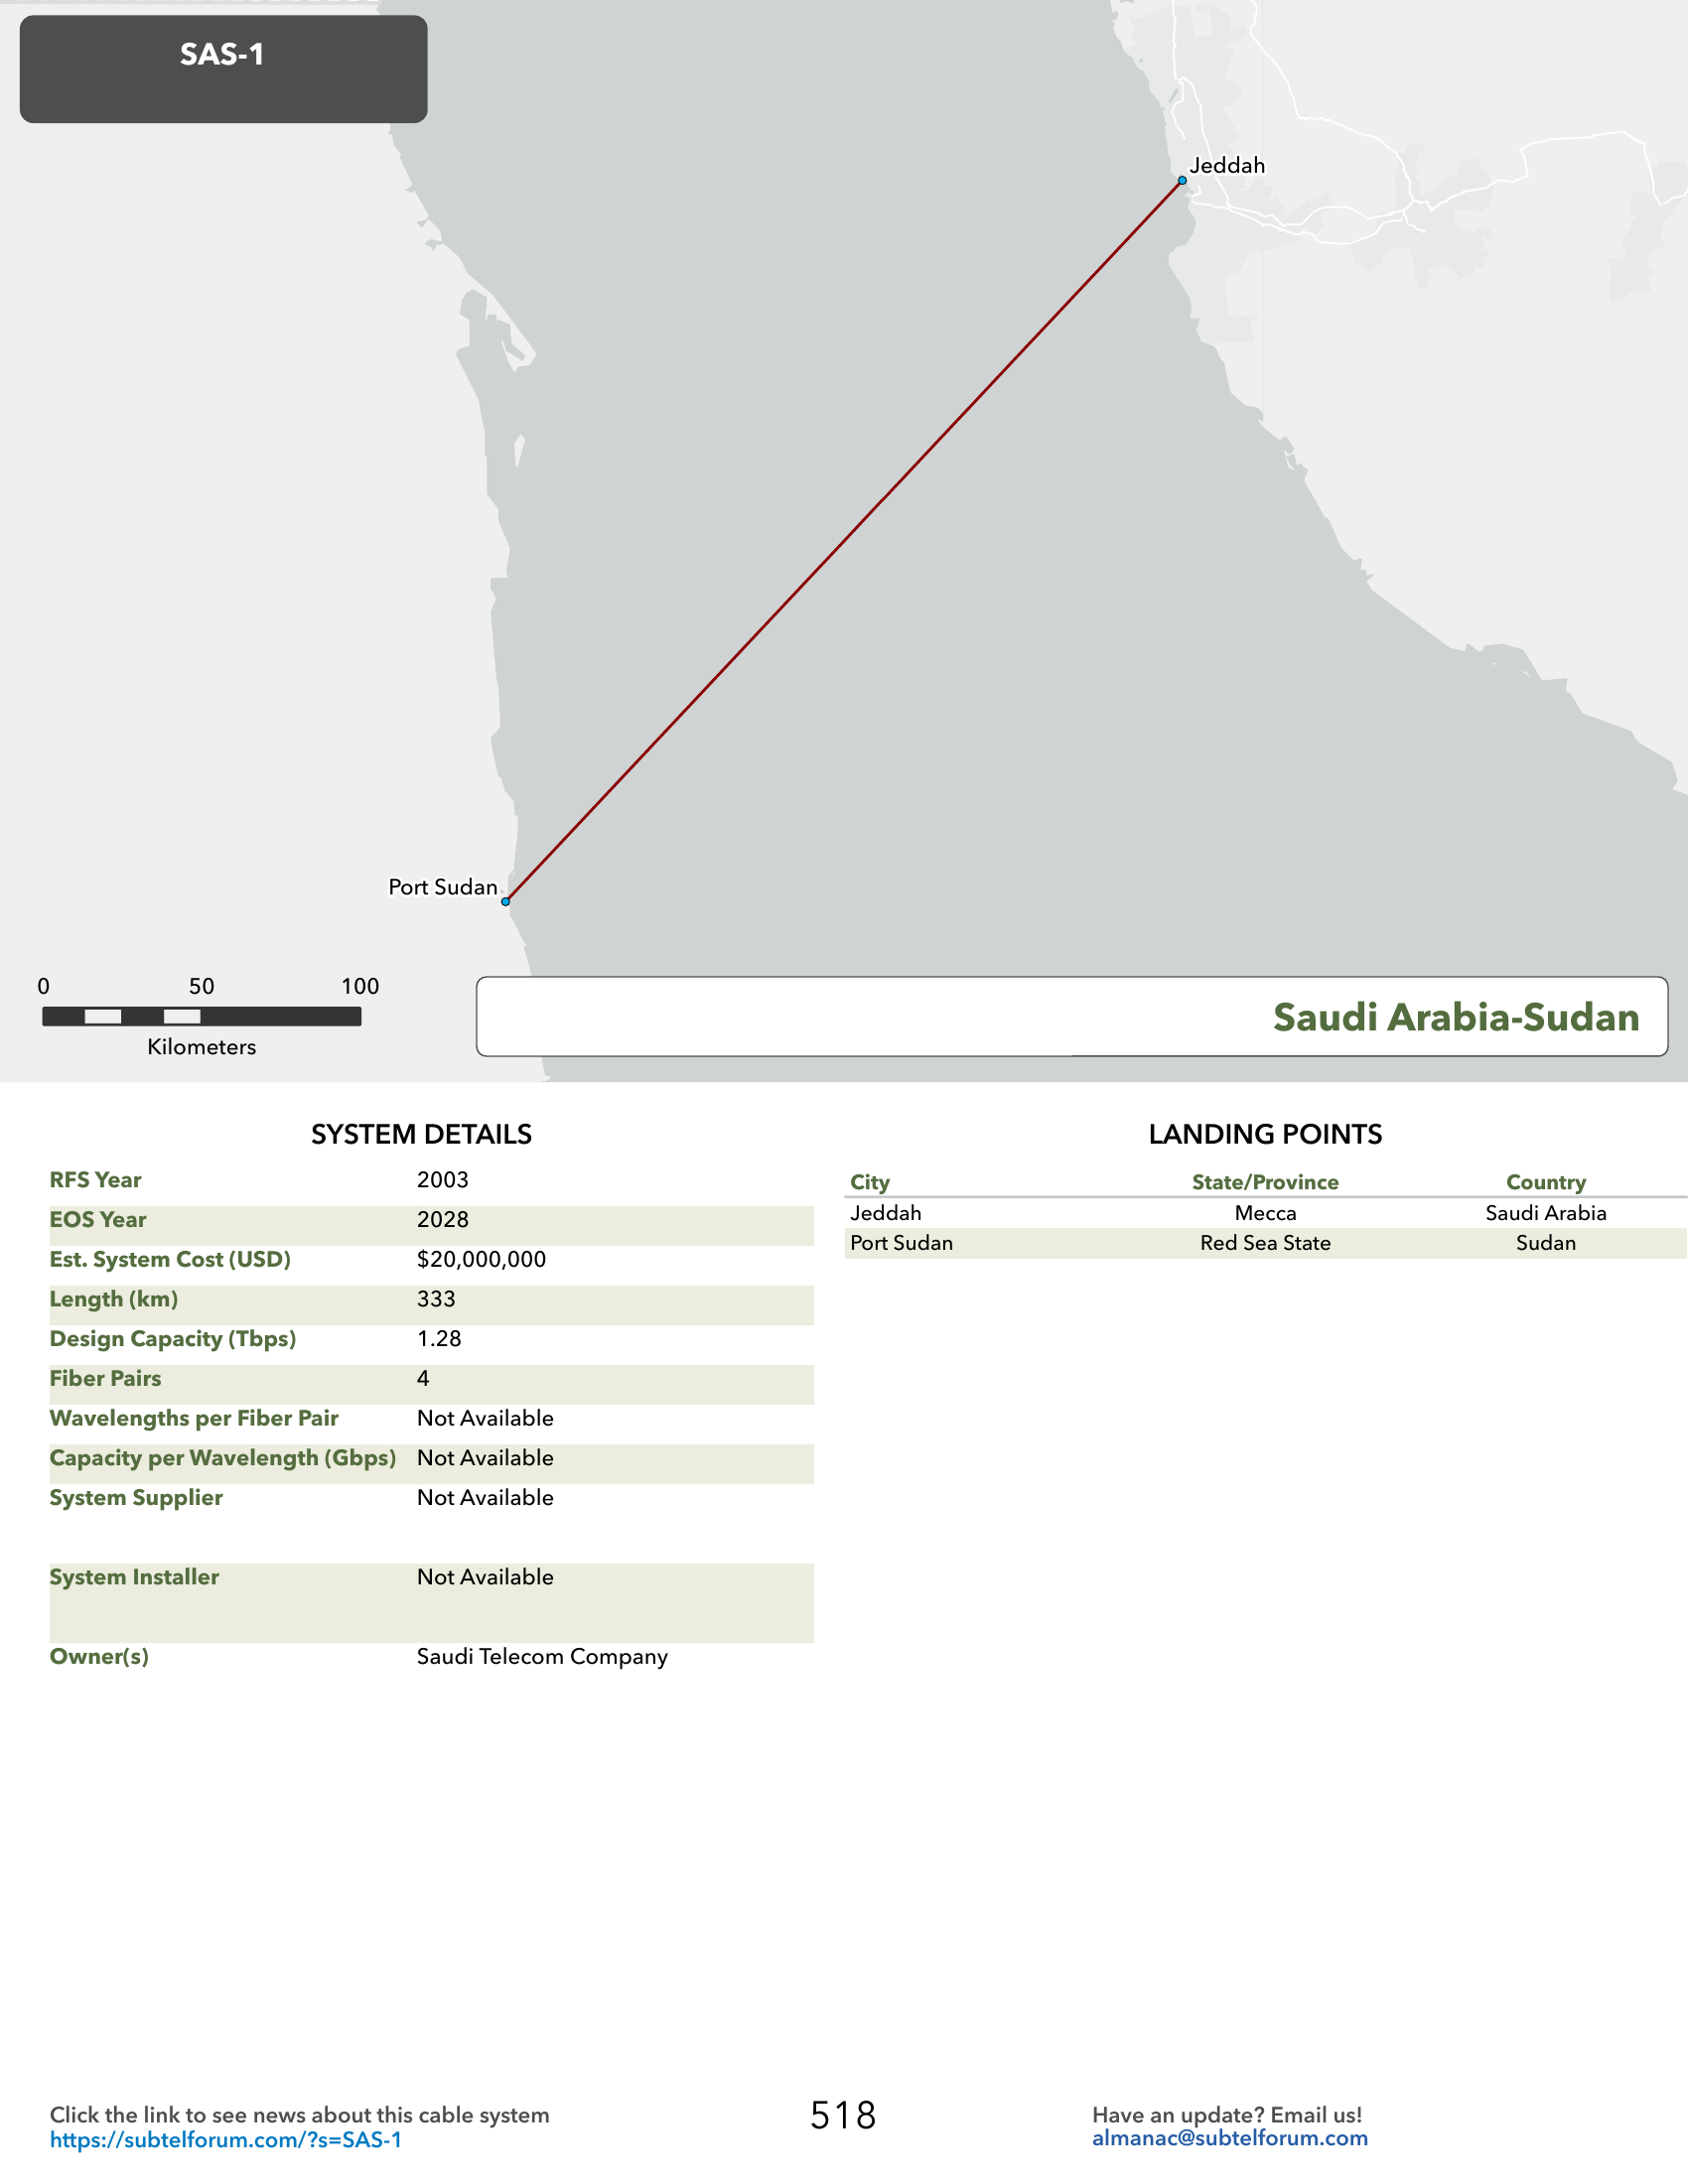 SAS-1
Jeddah
Port Sudan
0 50 100
Kilometers
Saudi Arabia-Sudan
SYSTEM DETAILS
RFS Year 2003
EOS Year 2028
Est. System Cost (USD) $20,000,000
Length (km) 333
Design Capacity (Tbps) 1.28
Fiber Pairs 4
Wavelengths per Fiber Pair Not Available
Capacity per Wavelength (Gbps) Not Available
System Supplier Not Available
System Installer Not Available
Owner(s) Saudi Telecom Company
LANDING POINTS
City State/Province Country
Jeddah Mecca Saudi Arabia
Port Sudan Red Sea State Sudan
Click the link to see news about this cable system
https://subtelforum.com/?s=SAS-1
518
Have an update? Email us!
almanac@subtelforum.com